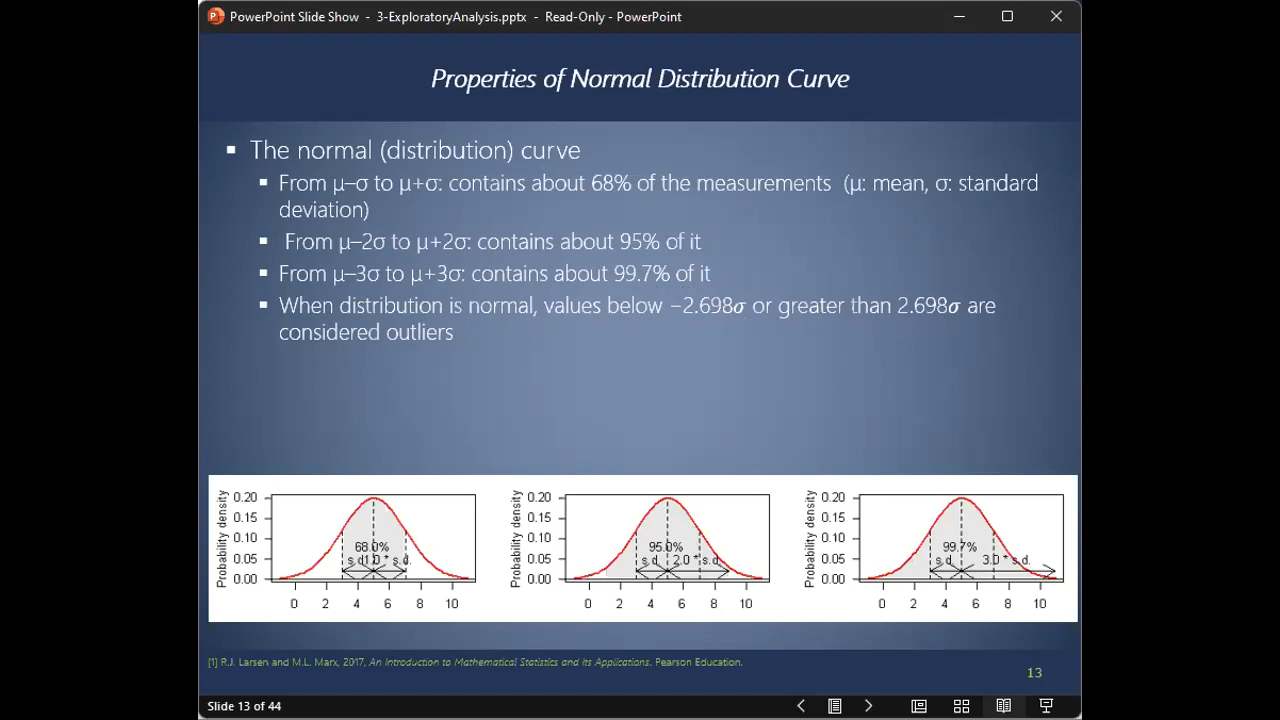 PowerPoint Slide Show - 3-ExploratoryAnalysis.pptx - Read-Only - PowerPoint
Properties of Normal Distribution Curve
▪ The normal (distribution) curve
▪ From μ–σ to μ+σ: contains about 68% of the measurements (μ: mean, σ: standard
deviation)
▪ From μ–2σ to μ+2σ: contains about 95% of it
▪ From μ–3σ to μ+3σ: contains about 99.7% of it
▪ When distribution is normal, values below −2.698𝝈 or greater than 2.698𝝈 are
considered outliers
Probability density
0.20
0.15
0.10
0.05
0.00
68.0%
s.d. 1.0 * s.d.
0 2 4 6 8 10
Probability density
0.20
0.15
0.10
0.05
0.00
95.0%
s.d. 2.0 * s.d.
0 2 4 6 8 10
Probability density
0.20
0.15
0.10
0.05
0.00
99.7%
s.d. 3.0 * s.d.
0 2 4 6 8 10
[1] R.J. Larsen and M.L. Marx, 2017, An Introduction to Mathematical Statistics and its Applications. Pearson Education.
13
Slide 13 of 44